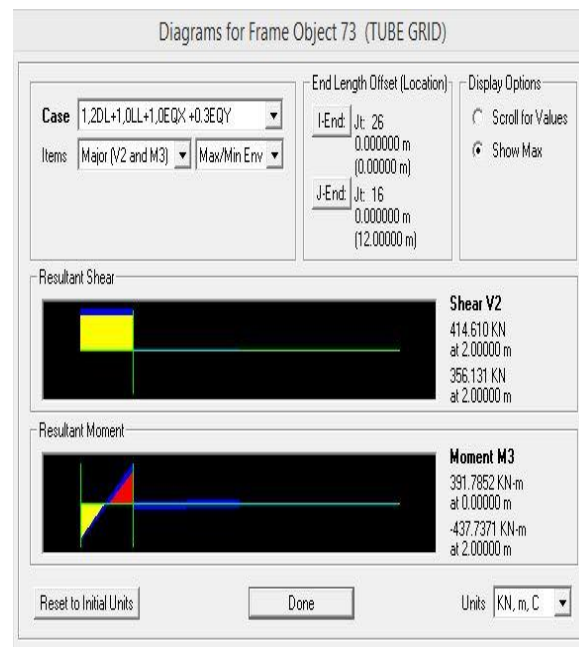 Diagrams for Frame Object 73 (TUBE GRID)
Case 1,2DL+1,0LL+1,0EQX +0.3EQY
Items Major (V2 and M3) Max/Min Env
End Length Offset (Location)
I-End: Jt: 26
0.000000 m
(0.00000 m)
J-End: Jt: 16
0.000000 m
(12.00000 m)
Display Options
Scroll for Values
Show Max
Resultant Shear
Shear V2
414.610 KN
at 2.00000 m
356.131 KN
at 2.00000 m
Resultant Moment
Moment M3
391.7852 KN-m
at 0.00000 m
-437.7371 KN-m
at 2.00000 m
Reset to Initial Units
Done
Units KN, m, C